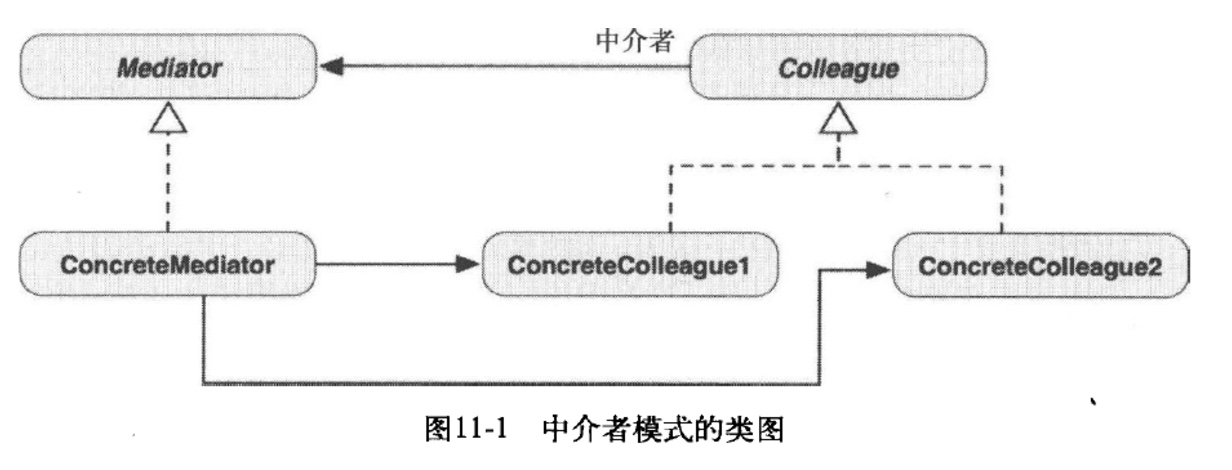 中介者
Mediator
Colleague
ConcreteMediator
ConcreteColleague1
ConcreteColleague2
图11-1 中介者模式的类图